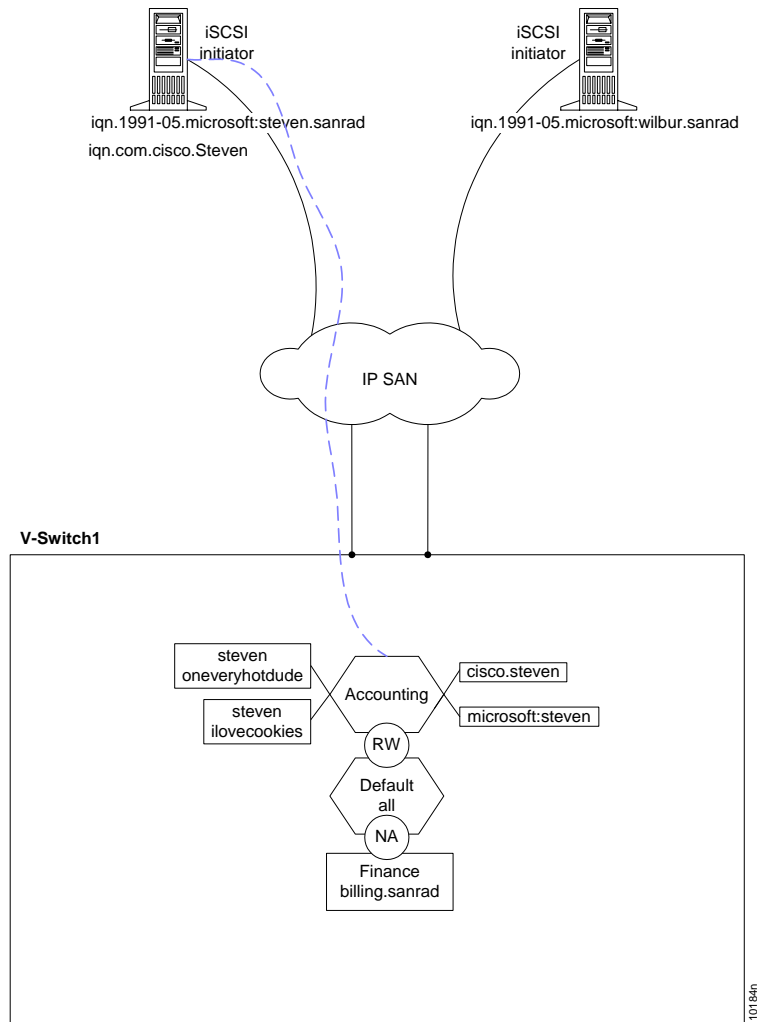 iSCSI
initiator
iSCSI
initiator
iqn.1991-05.microsoft:steven.sanrad
iqn.com.cisco.Steven
iqn.1991-05.microsoft:wilbur.sanrad
IP SAN
V-Switch1
steven
oneveryhotdude
steven
ilovecookies
Accounting
cisco.steven
microsoft:steven
RW
Default
all
NA
Finance
billing.sanrad
10184n